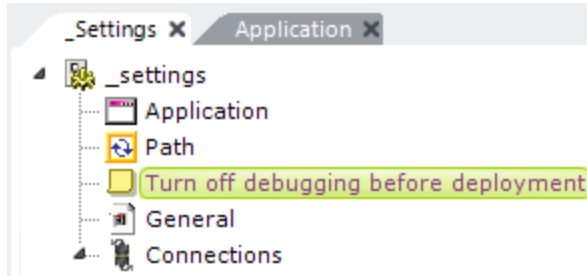 _Settings Application
_settings
Application
Path
Turn off debugging before deployment
General
Connections